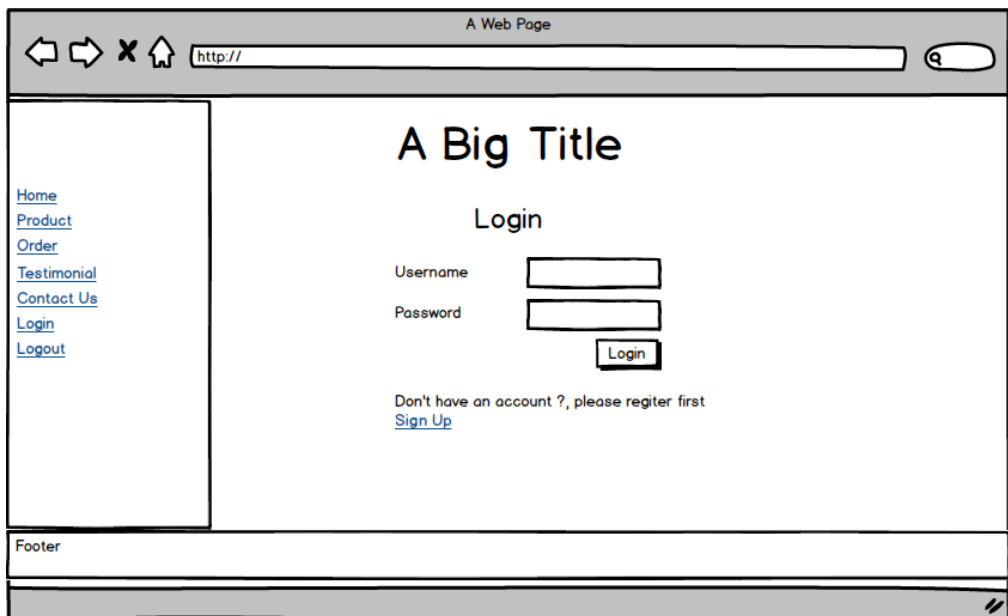 A Web Page
http://
Home
Product
Order
Testimonial
Contact Us
Login
Logout
A Big Title
Login
Username
Password
Login
Don't have an account ?, please regiter first
Sign Up
Footer